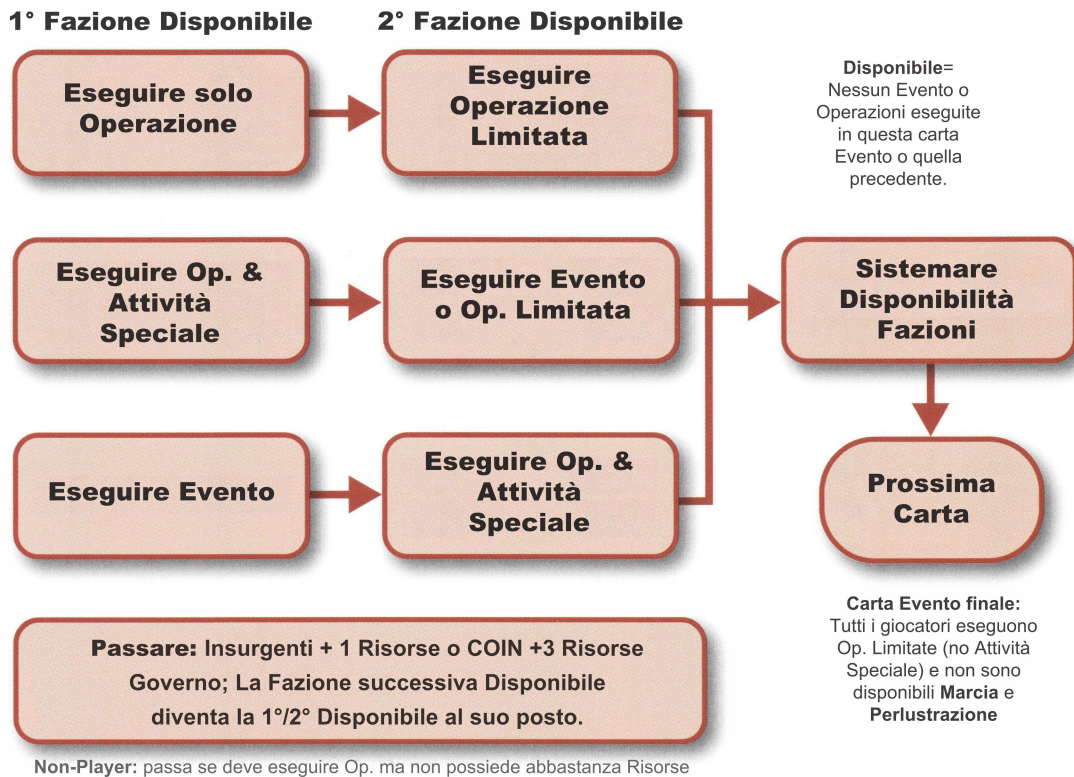 1° Fazione Disponibile
2° Fazione Disponibile
Eseguire solo
Operazione
Eseguire
Operazione
Limitata
Disponibile=
Nessun Evento o
Operazioni eseguite
in questa carta
Evento o quella
precedente.
Eseguire Op. &
Attività
Speciale
Eseguire Evento
o Op. Limitata
Sistemare
Disponibilità
Fazioni
Eseguire Evento
Eseguire Op. &
Attività
Speciale
Prossima
Carta
Passare: Insurgenti + 1 Risorse o COIN +3 Risorse
Governo; La Fazione successiva Disponibile
diventa la 1°/2° Disponibile al suo posto.
Carta Evento finale:
Tutti i giocatori eseguono
Op. Limitate (no Attività
Speciale) e non sono
disponibili Marcia e
Perlustrazione
Non-Player: passa se deve eseguire Op. ma non possiede abbastanza Risorse